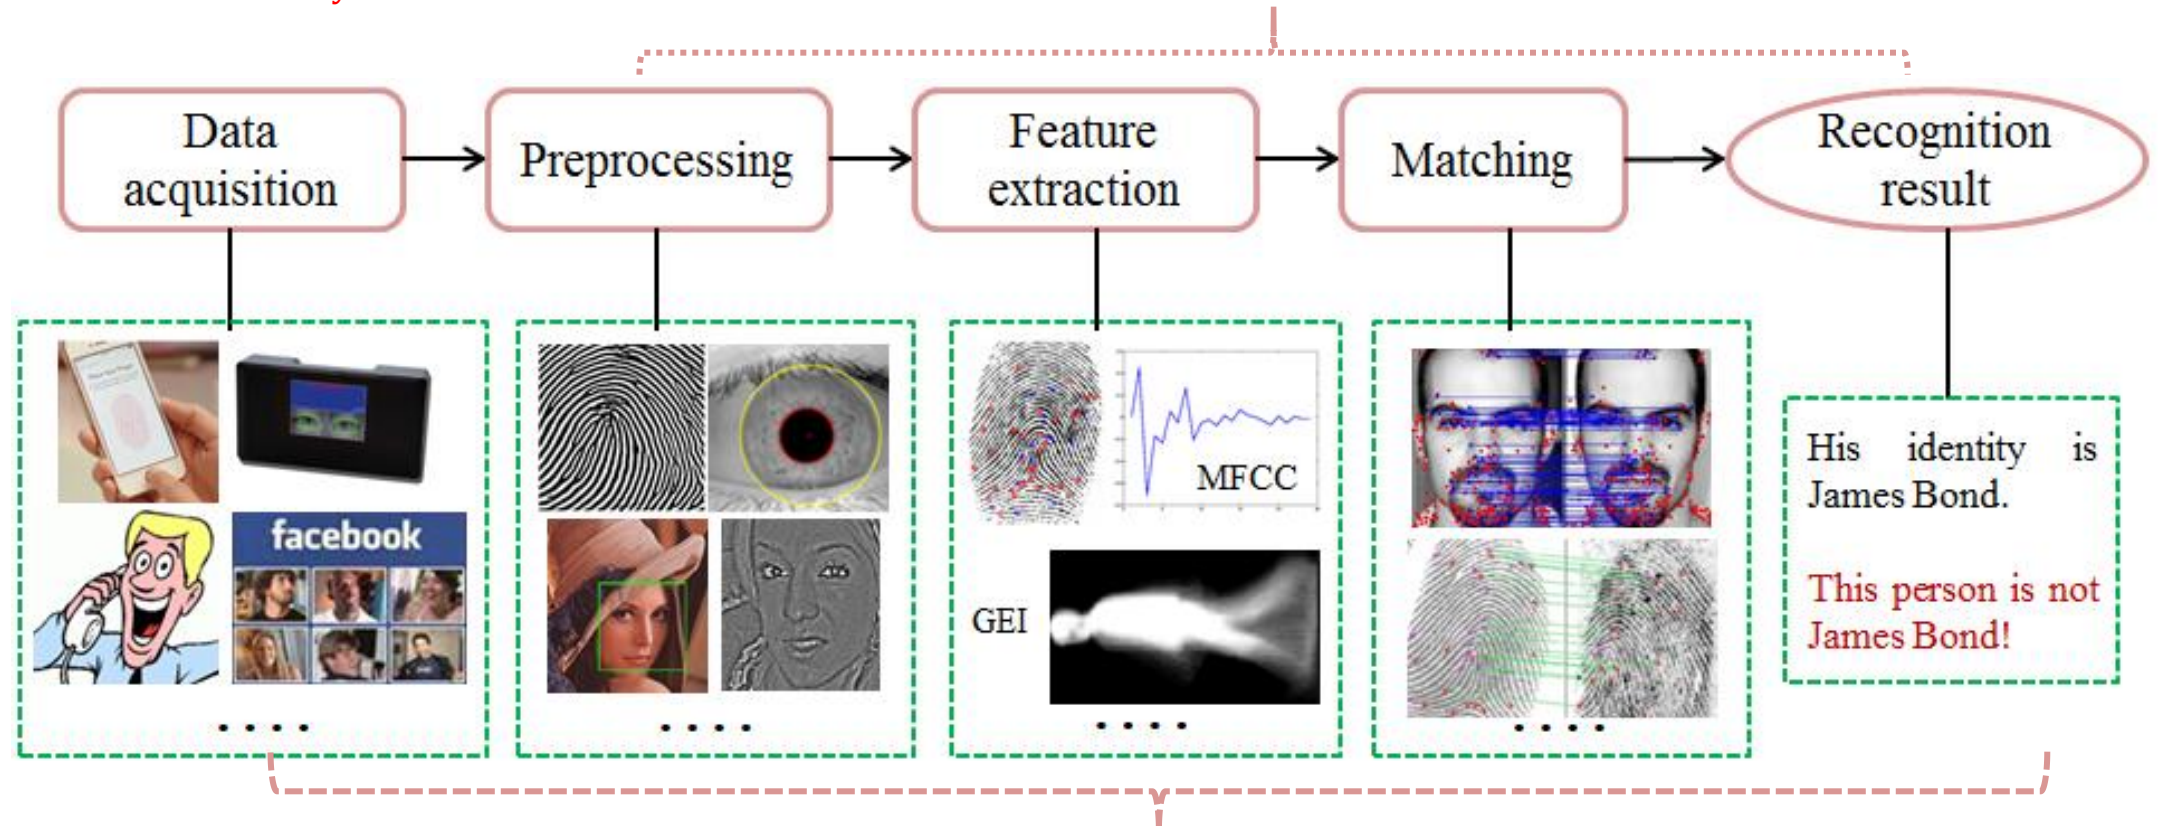 Data
acquisition
Preprocessing
Feature
extraction
Matching
Recognition
result
facebook
MFCC
GEI
His identity is
James Bond.
This person is not
James Bond!